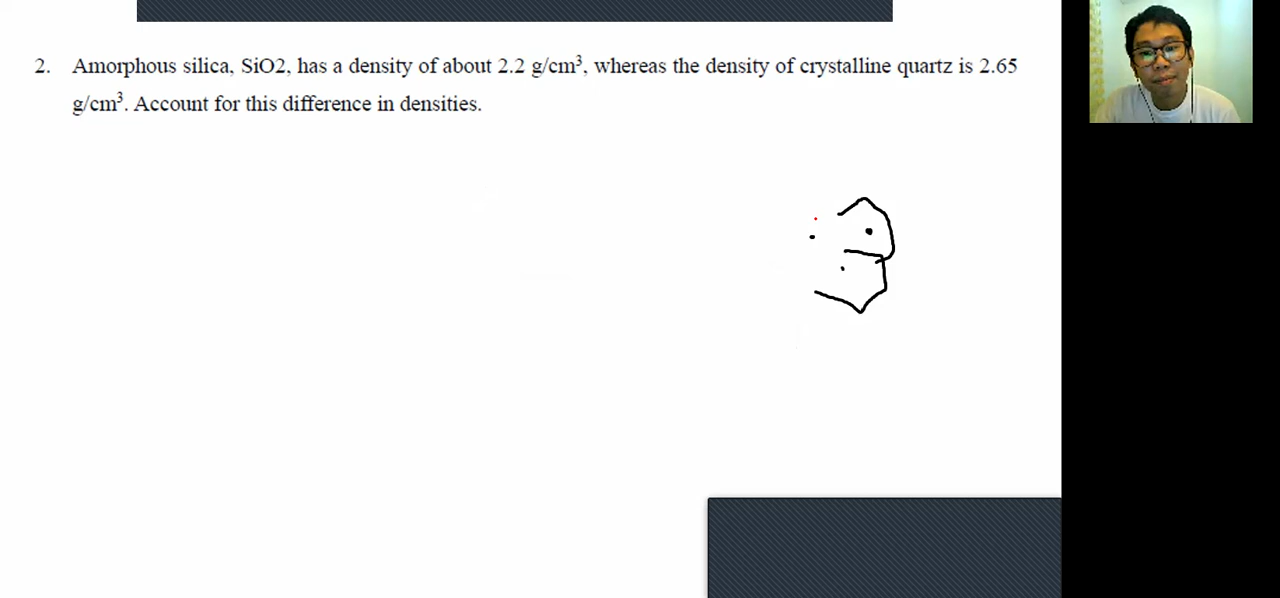 2. Amorphous silica, SiO2, has a density of about 2.2 g/cm³, whereas the density of crystalline quartz is 2.65
g/cm³. Account for this difference in densities.